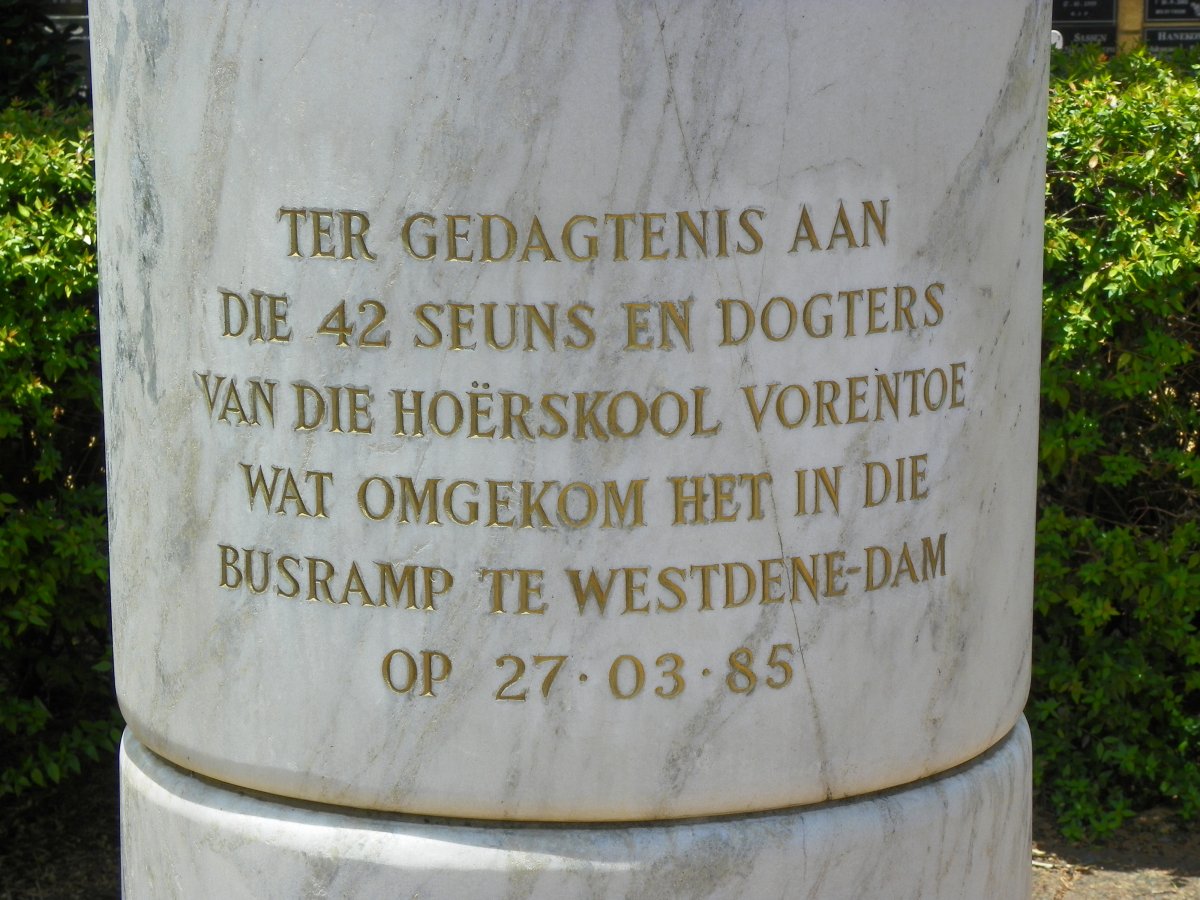 TER GEDAGTENIS AAN
DIE 42 SEUNS EN DOGTERS
VAN DIE HOËRSKOOL VORENTOE
WAT OMGEKOM HET IN DIE
BUSRAMP TE WESTDENE-DAM
OP 27·03·85
SASSEN